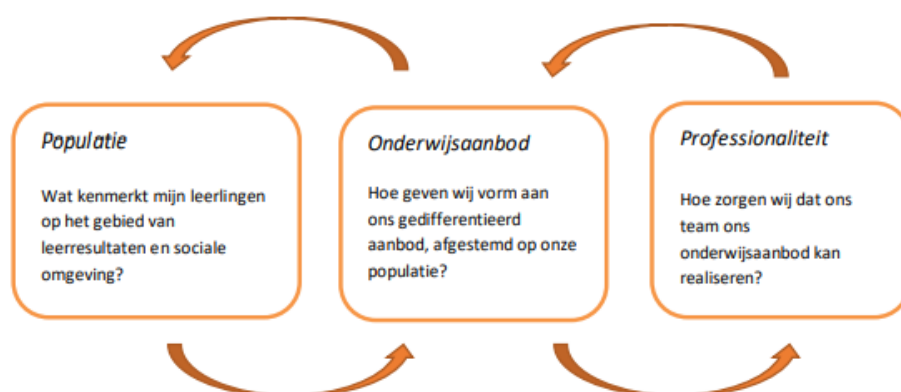 Populatie
Wat kenmerkt mijn leerlingen
op het gebied van
leerresultaten en sociale
omgeving?
Onderwijsaanbod
Hoe geven wij vorm aan
ons gedifferentieerd
aanbod, afgestemd op onze
populatie?
Professionaliteit
Hoe zorgen wij dat ons
team ons
onderwijsaanbod kan
realiseren?